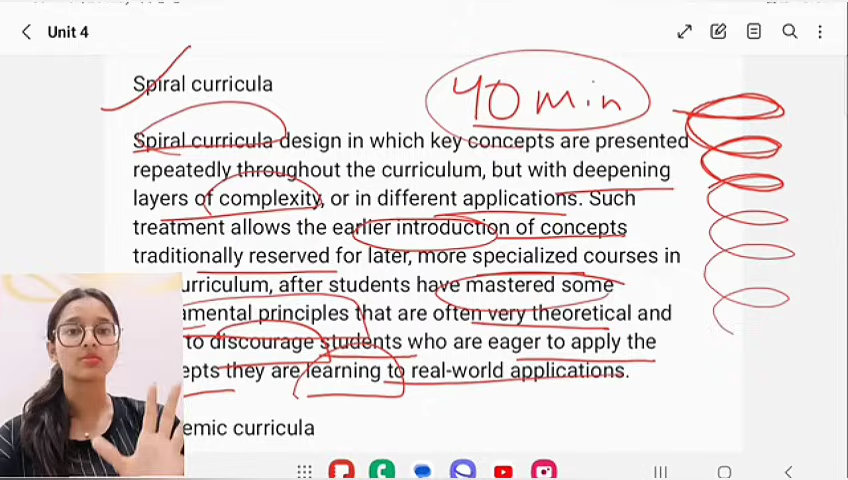 Unit 4
Spiral curricula
40 min
Spiral curricula design in which key concepts are presented
repeatedly throughout the curriculum, but with deepening
layers of complexity, or in different applications. Such
treatment allows the earlier introduction of concepts
traditionally reserved for later, more specialized courses in
urriculum, after students have mastered some
amental principles that are often very theoretical and
to discourage students who are eager to apply the
epts they are learning to real-world applications.
emic curricula